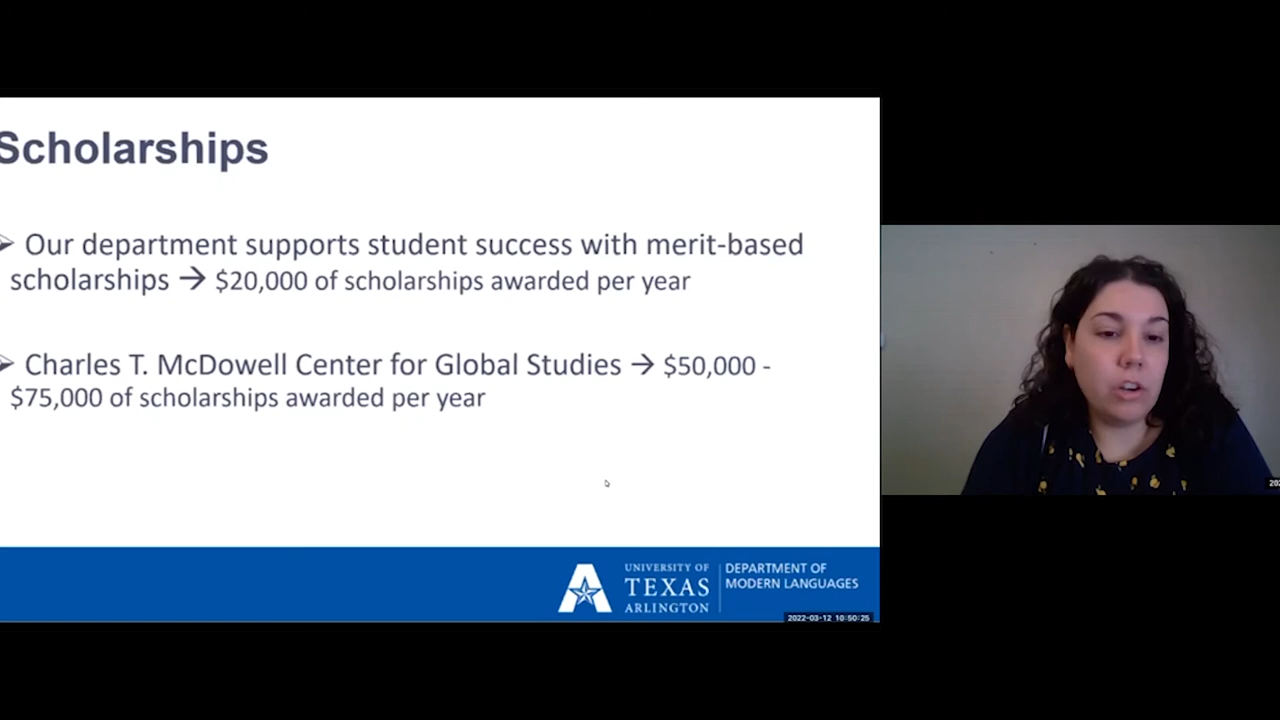 Scholarships
Our department supports student success with merit-based
scholarships → $20,000 of scholarships awarded per year
Charles T. McDowell Center for Global Studies → $50,000 -
$75,000 of scholarships awarded per year
UNIVERSITY OF
TEXAS
ARLINGTON
DEPARTMENT OF
MODERN LANGUAGES
2022-03-12 10:50:25